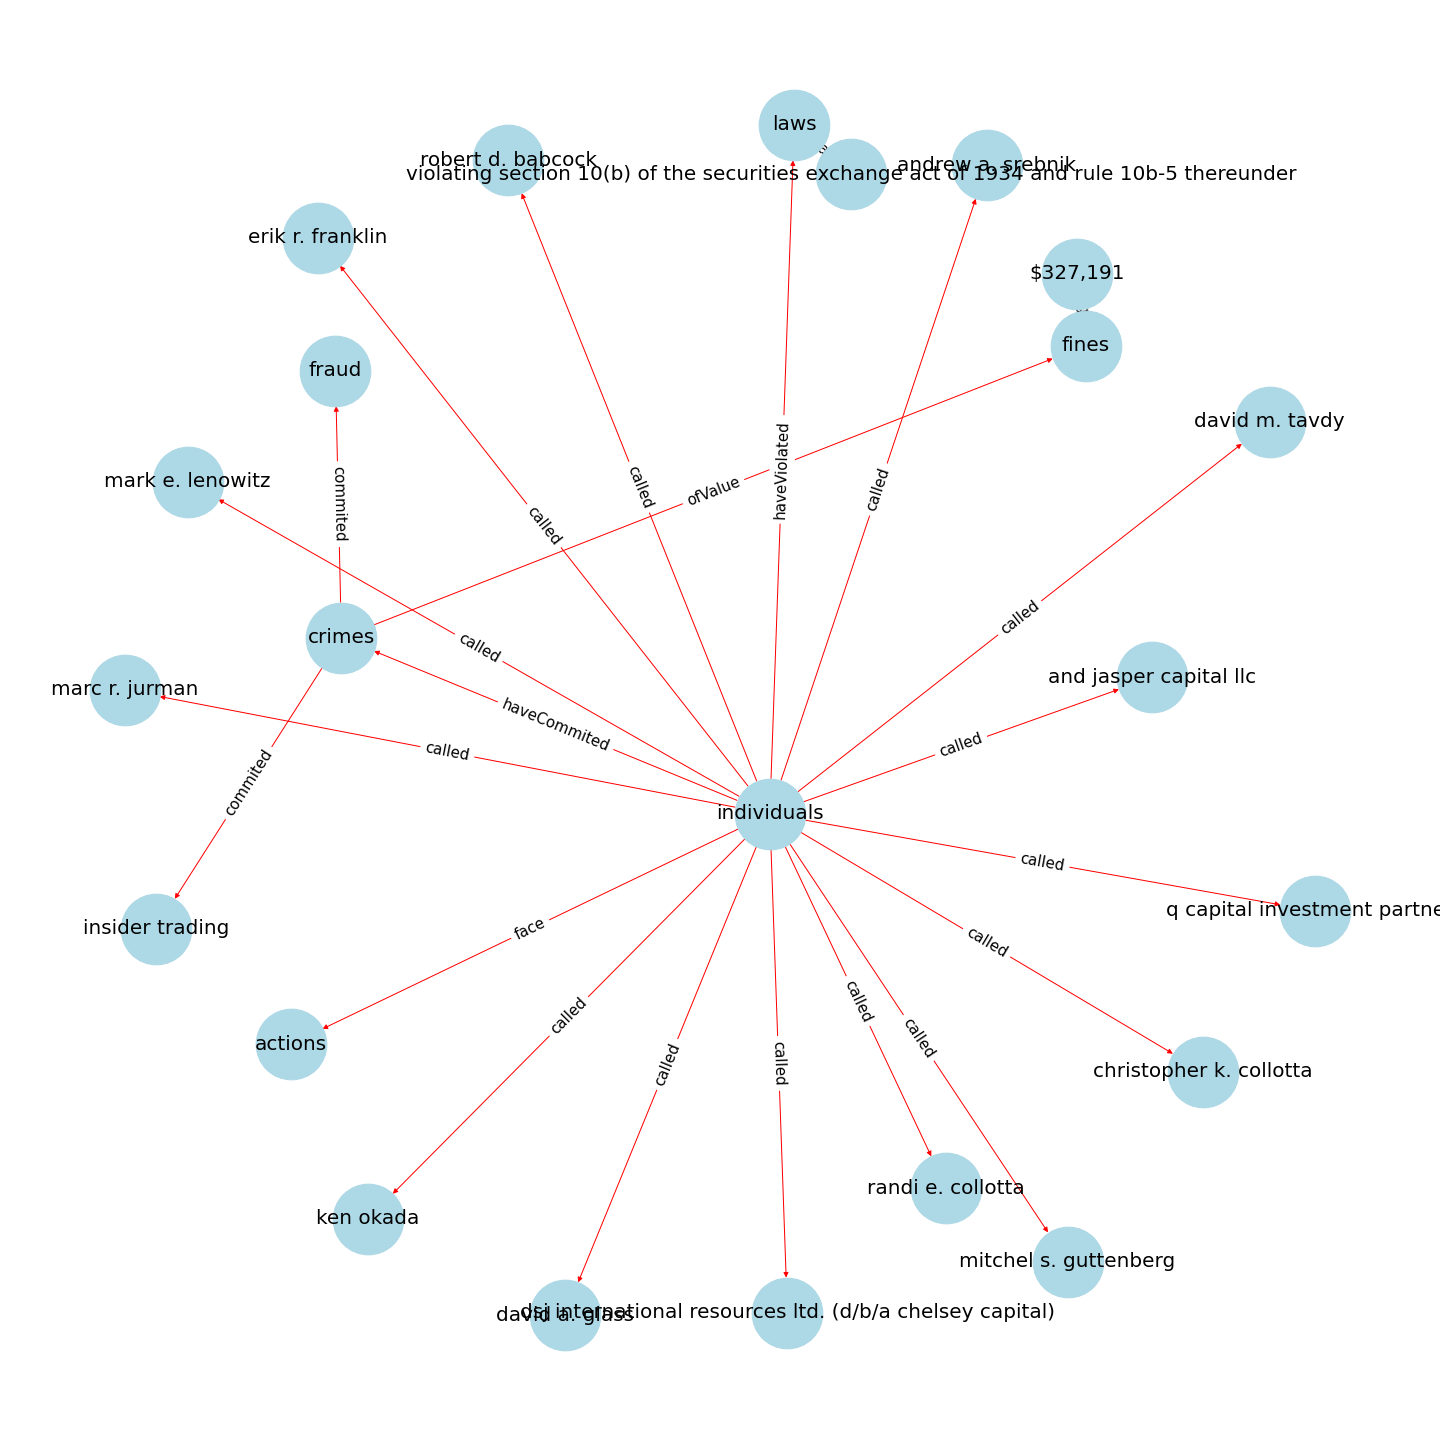 laws
robert d. babcock
andrew a. srebnik
violating section 10(b) of the securities exchange act of 1934 and rule 10b-5 thereunder
erik r. franklin
$327,191
fines
fraud
david m. tavdy
called
haveViolated
called
ofValue
called
mark e. lenowitz
commited
called
called
crimes
called
marc r. jurman
and jasper capital llc
haveCommited
called
called
commited
individuals
called
q capital investment partne
insider trading
face
called
called
called
called
called
called
actions
christopher k. collotta
randi e. collotta
ken okada
mitchel s. guttenberg
david a. glass
dsj international resources ltd. (d/b/a chelsey capital)